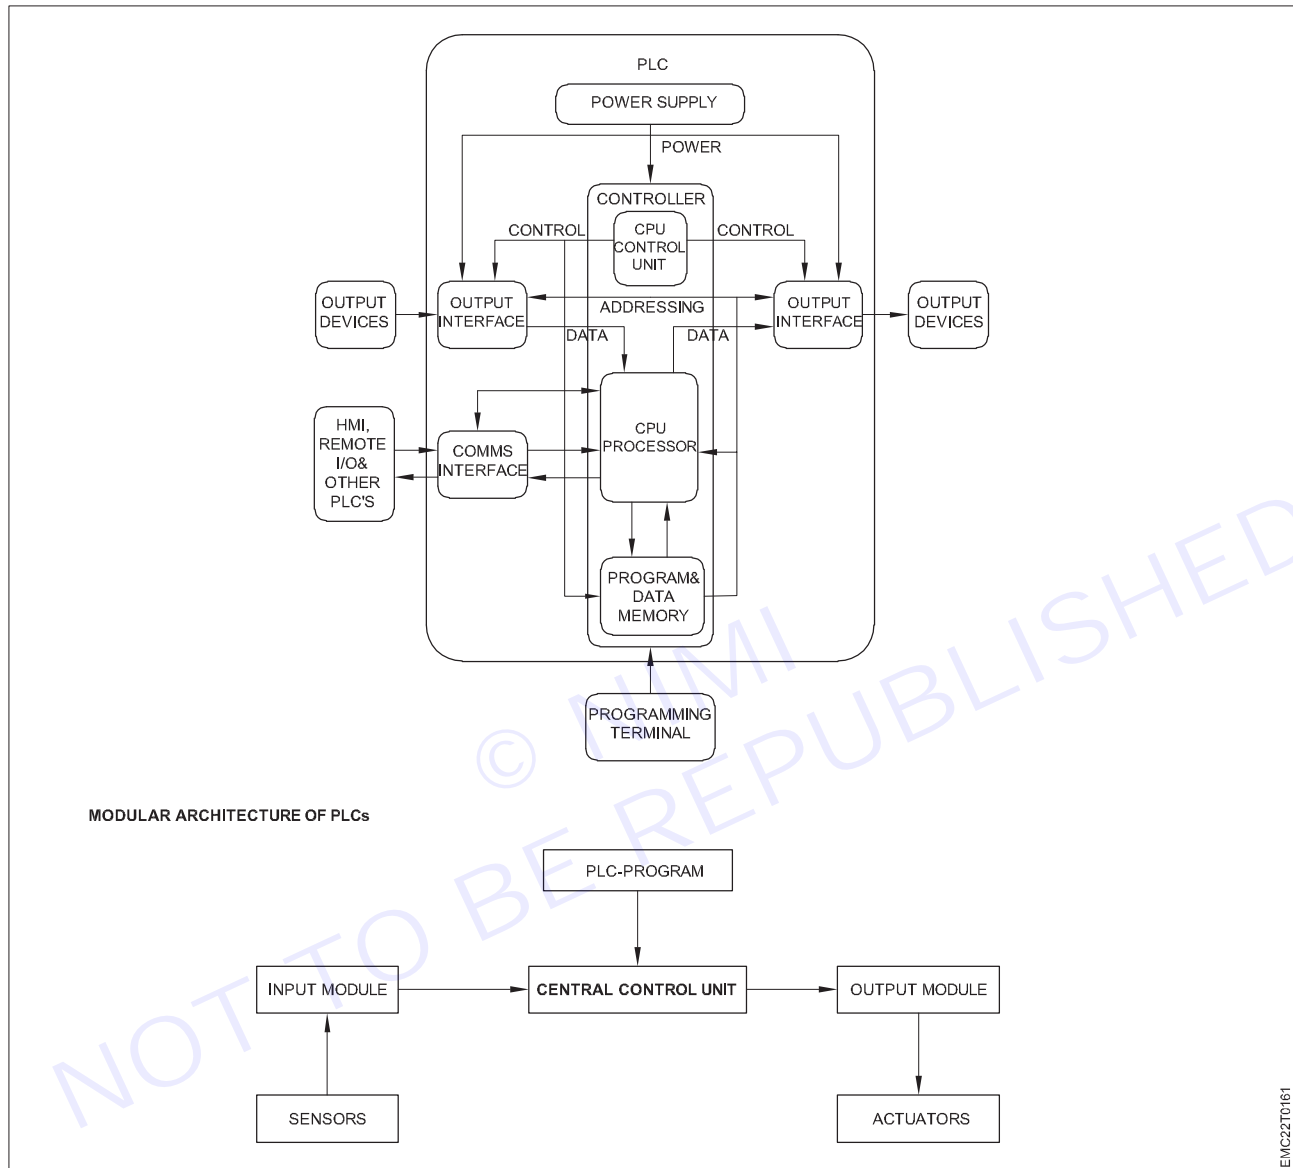 PLC
POWER SUPPLY
POWER
CONTROLLER
CONTROL
CPU
CONTROL
UNIT
CONTROL
OUTPUT
DEVICES
OUTPUT
INTERFACE
ADDRESSING
OUTPUT
INTERFACE
OUTPUT
DEVICES
DATA
DATA
HMI,
REMOTE
I/O&
OTHER
PLC'S
COMMS
INTERFACE
CPU
PROCESSOR
PROGRAM&
DATA
MEMORY
PROGRAMMING
TERMINAL
MODULAR ARCHITECTURE OF PLCs
PLC-PROGRAM
INPUT MODULE
CENTRAL CONTROL UNIT
OUTPUT MODULE
SENSORS
ACTUATORS
EMC22T0161
© NIMI
NOT TO BE REPUBLISHED